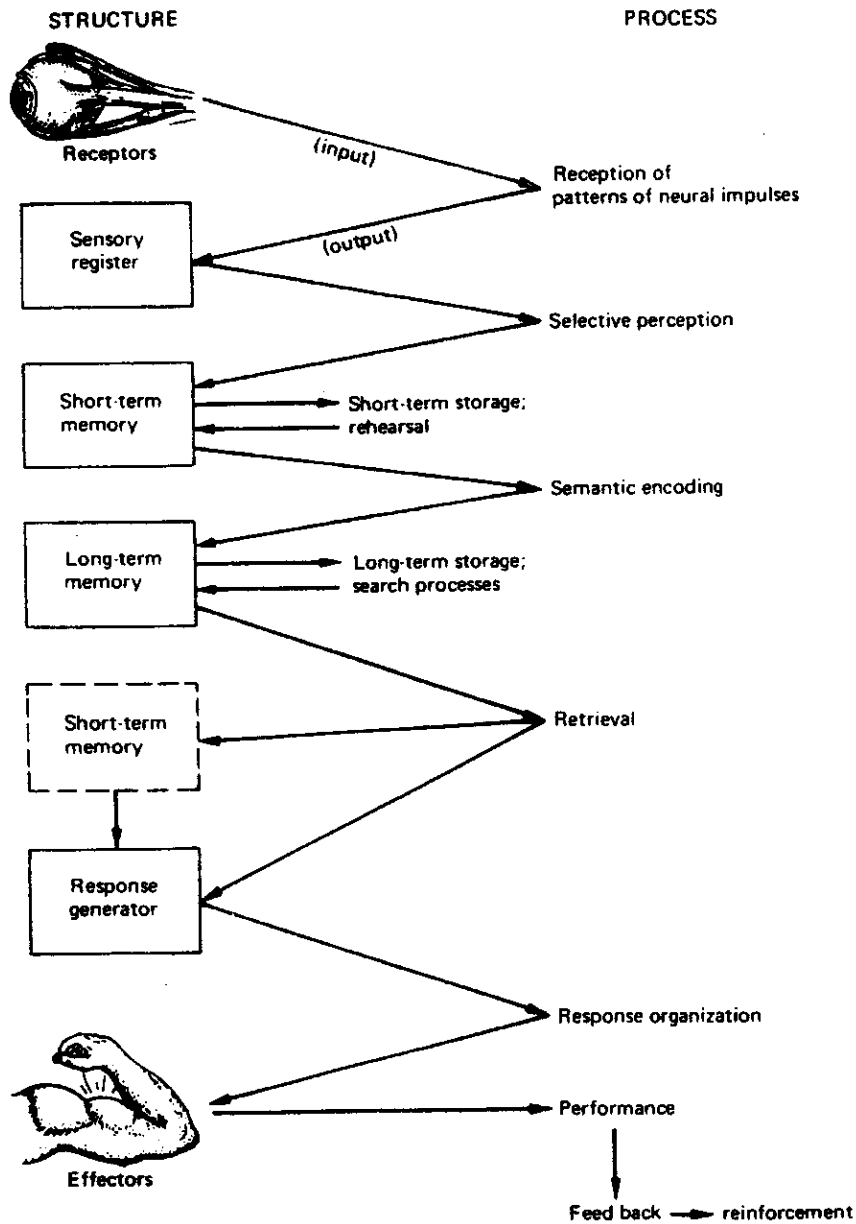 STRUCTURE
PROCESS
Receptors
(input)
Reception of
patterns of neural impulses
(output)
Sensory
register
Selective perception
Short-term
memory
Short-term storage;
rehearsal
Semantic encoding
Long-term
memory
Long-term storage;
search processes
Short-term
memory
Retrieval
Response
generator
Response organization
Effectors
Performance
Feed back
reinforcement